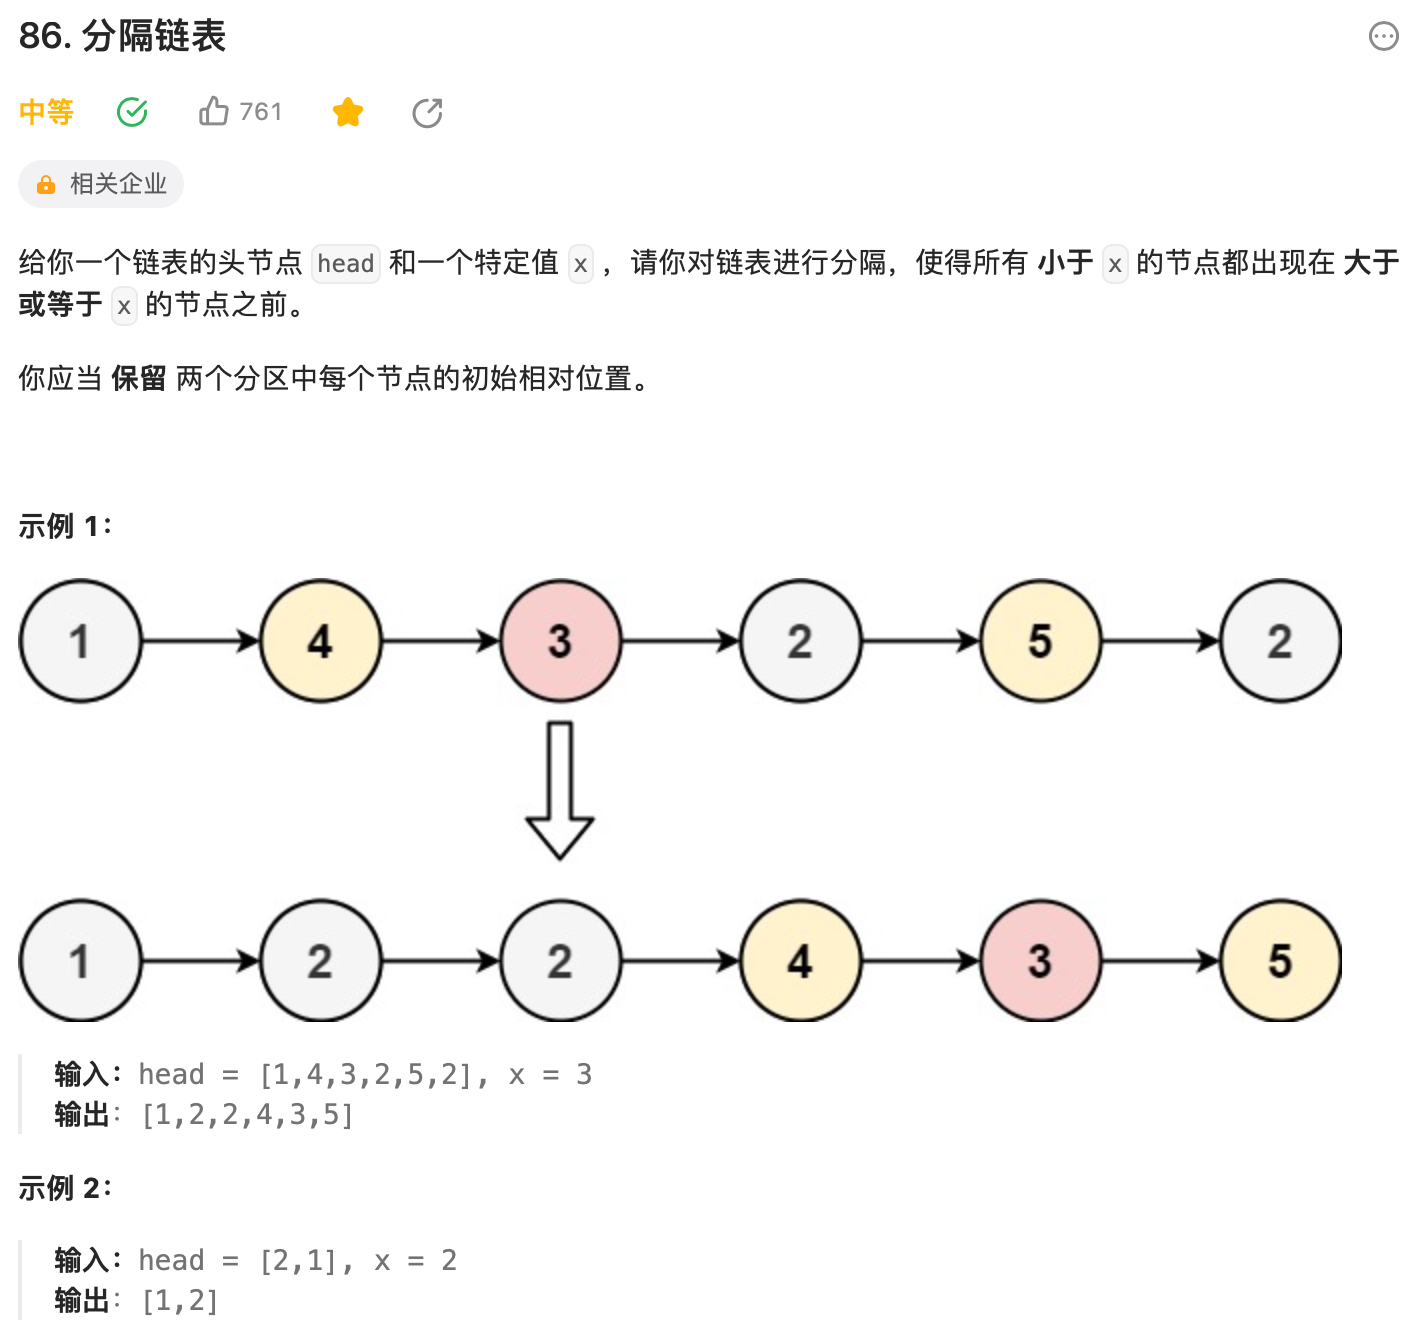 86. 分隔链表
中等 761
相关企业
给你一个链表的头节点 head 和一个特定值 x ，请你对链表进行分隔，使得所有 小于 x 的节点都出现在 大于
或等于 x 的节点之前。
你应当 保留 两个分区中每个节点的初始相对位置。
示例 1：
1 4 3 2 5 2
1 2 2 4 3 5
输入：head = [1,4,3,2,5,2], x = 3
输出：[1,2,2,4,3,5]
示例 2：
输入：head = [2,1], x = 2
输出：[1,2]